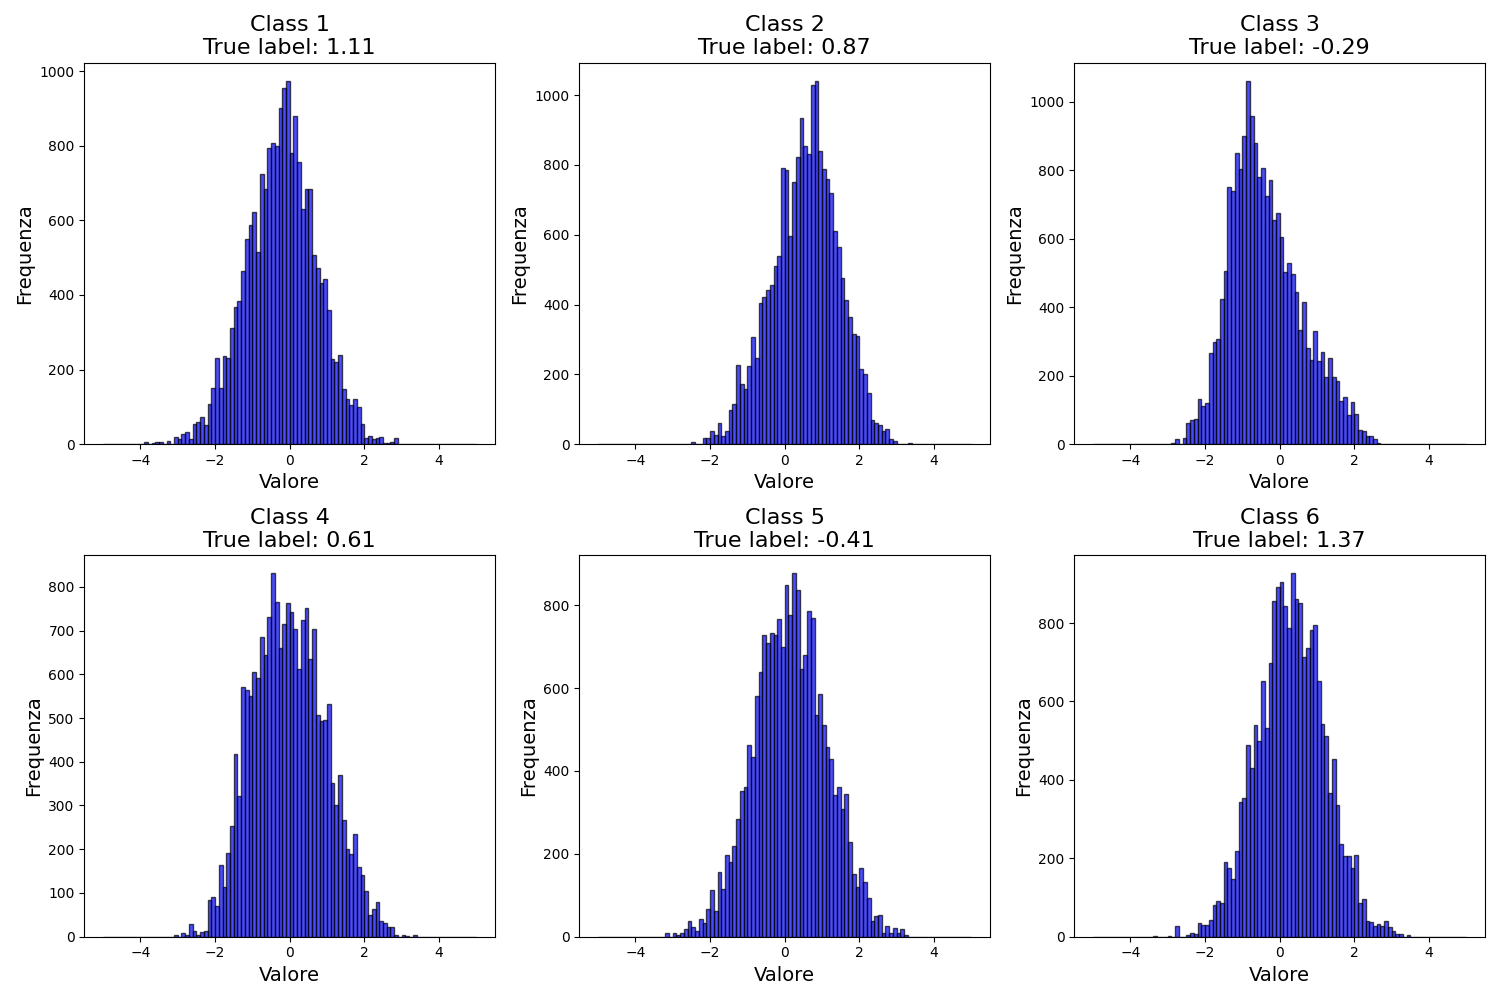 Class 1
True label: 1.11
1000
800
600
400
200
0
Frequenza
−4 −2 0 2 4
Valore
Class 2
True label: 0.87
1000
800
600
400
200
0
Frequenza
−4 −2 0 2 4
Valore
Class 3
True label: -0.29
1000
800
600
400
200
0
Frequenza
−4 −2 0 2 4
Valore
Class 4
True label: 0.61
800
700
600
500
400
300
200
100
0
Frequenza
−4 −2 0 2 4
Valore
Class 5
True label: -0.41
800
600
400
200
0
Frequenza
−4 −2 0 2 4
Valore
Class 6
True label: 1.37
800
600
400
200
0
Frequenza
−4 −2 0 2 4
Valore